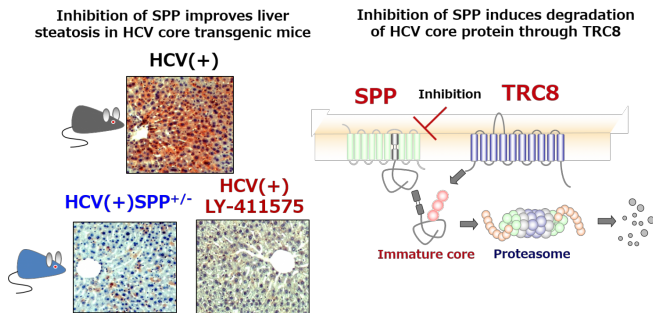 Inhibition of SPP improves liver
steatosis in HCV core transgenic mice
HCV(+)
HCV(+)SPP+/-
HCV(+)
LY-411575
Inhibition of SPP induces degradation
of HCV core protein through TRC8
SPP
Inhibition
TRC8
Immature core
Proteasome